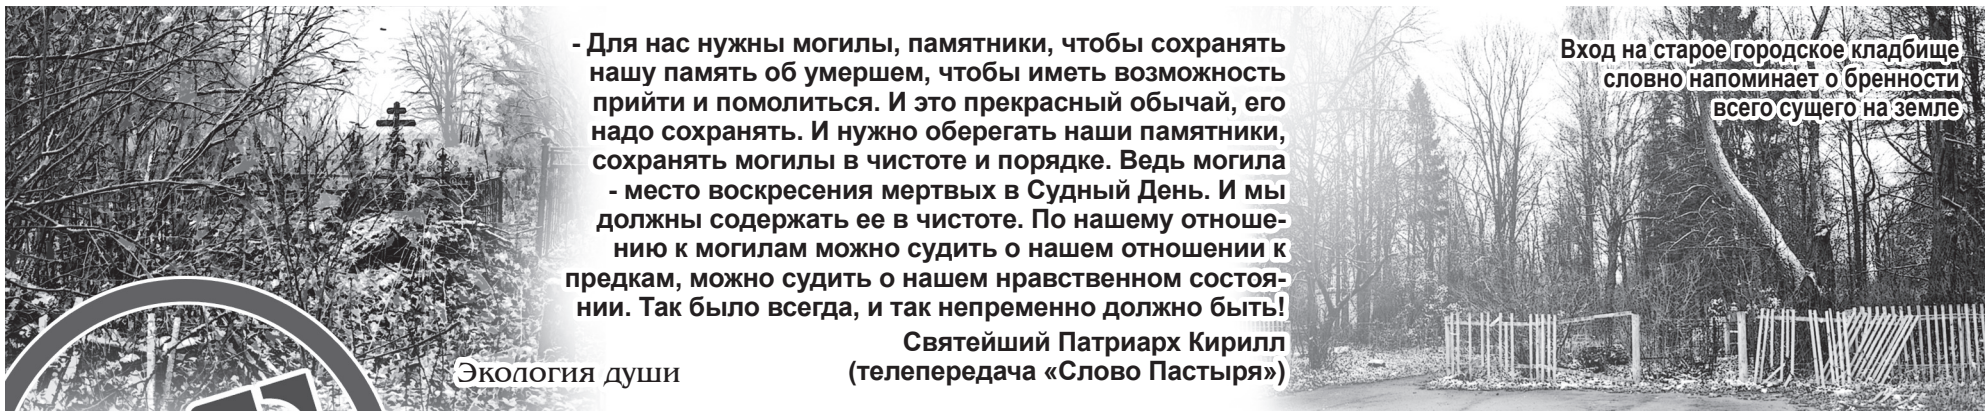 - Для нас нужны могилы, памятники, чтобы сохранять
нашу память об умершем, чтобы иметь возможность
прийти и помолиться. И это прекрасный обычай, его
надо сохранять. И нужно оберегать наши памятники,
сохранять могилы в чистоте и порядке. Ведь могила
- место воскресения мертвых в Судный День. И мы
должны содержать ее в чистоте. По нашему отноше-
нию к могилам можно судить о нашем отношении к
предкам, можно судить о нашем нравственном состоя-
нии. Так было всегда, и так непременно должно быть!
Святейший Патриарх Кирилл
(телепередача «Слово Пастыря»)
Экология души
Вход на старое городское кладбище
словно напоминает о бренности
всего сущего на земле